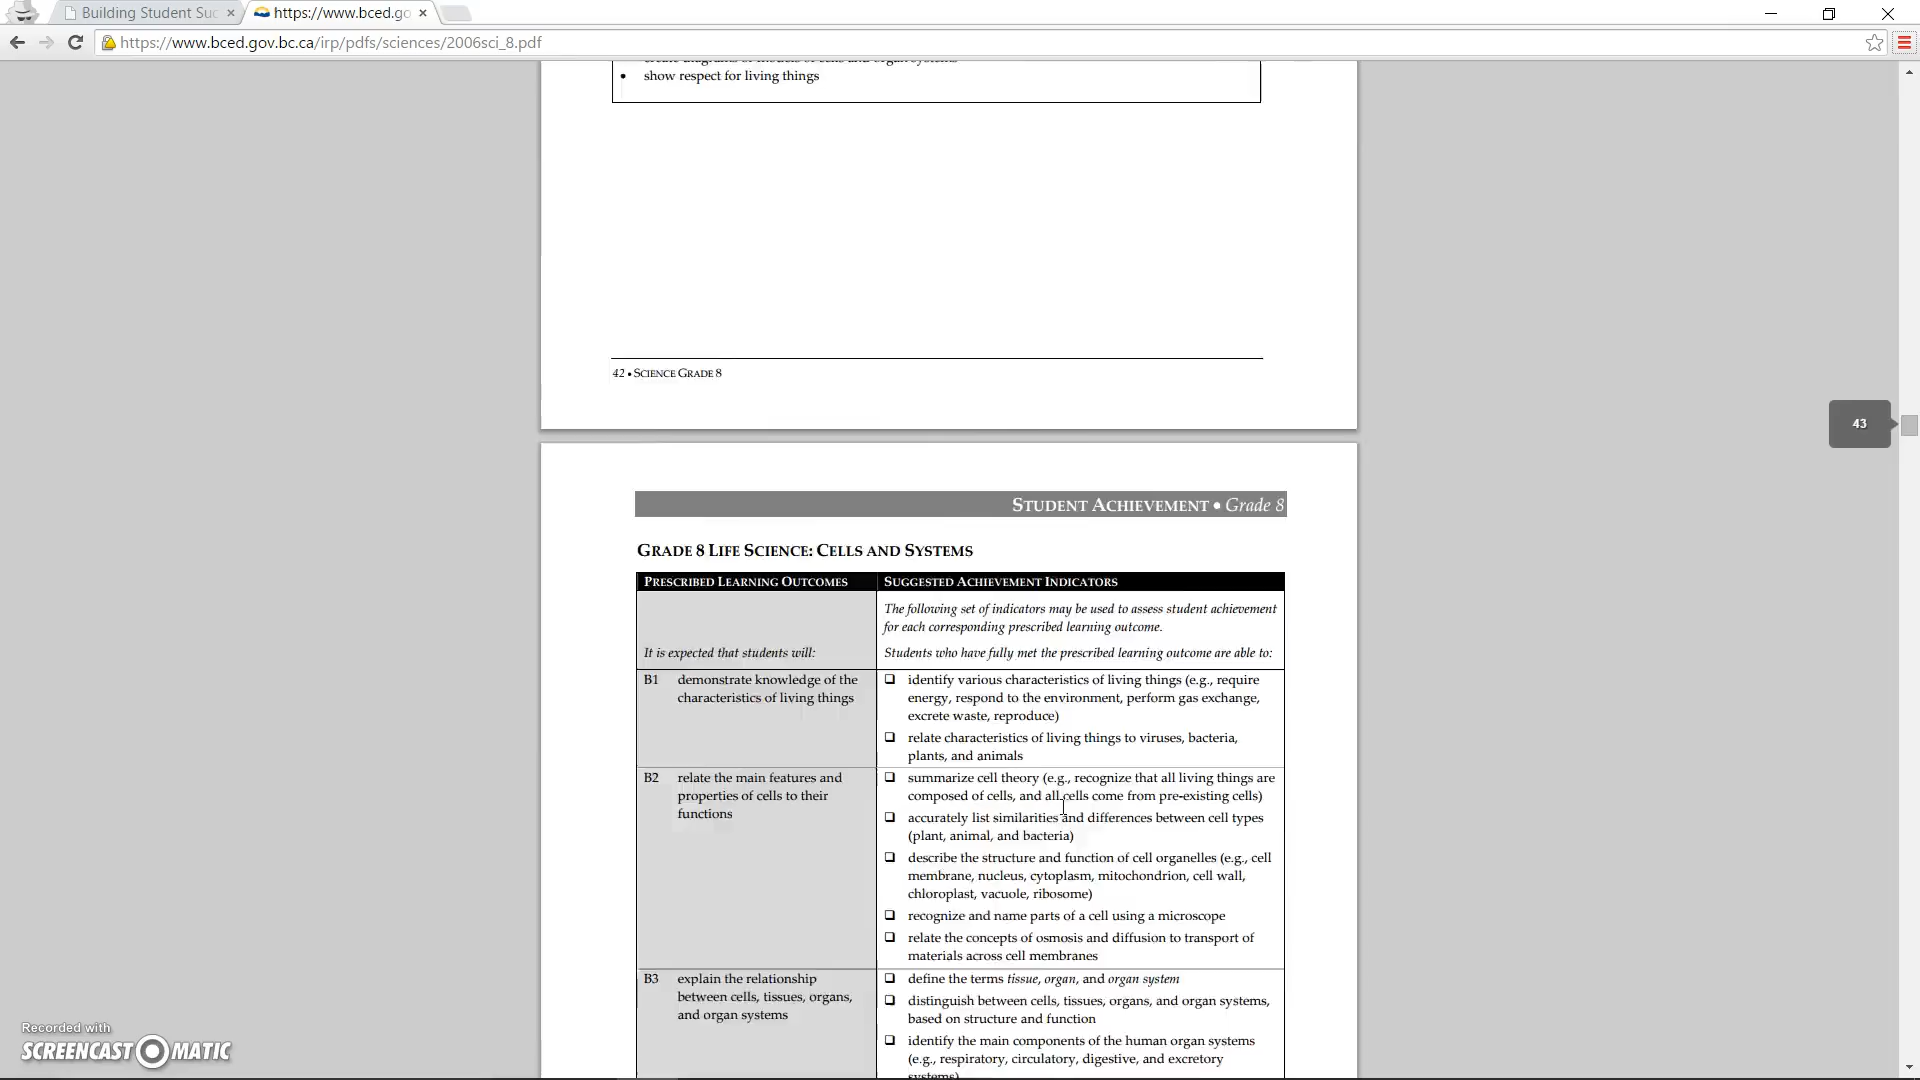 Building Student Suc
https://www.bced.go
https://www.bced.gov.bc.ca/irp/pdfs/sciences/2006sci_8.pdf
create diagrams or models of cells and organ systems
• show respect for living things
42 • SCIENCE GRADE 8
43
STUDENT ACHIEVEMENT • Grade 8
GRADE 8 LIFE SCIENCE: CELLS AND SYSTEMS
PRESCRIBED LEARNING OUTCOMES
SUGGESTED ACHIEVEMENT INDICATORS
The following set of indicators may be used to assess student achievement
for each corresponding prescribed learning outcome.
It is expected that students will:
Students who have fully met the prescribed learning outcome are able to:
B1 demonstrate knowledge of the
characteristics of living things
❑ identify various characteristics of living things (e.g., require
energy, respond to the environment, perform gas exchange,
excrete waste, reproduce)
❑ relate characteristics of living things to viruses, bacteria,
plants, and animals
B2 relate the main features and
properties of cells to their
functions
❑ summarize cell theory (e.g., recognize that all living things are
composed of cells, and all cells come from pre-existing cells)
❑ accurately list similarities and differences between cell types
(plant, animal, and bacteria)
❑ describe the structure and function of cell organelles (e.g., cell
membrane, nucleus, cytoplasm, mitochondrion, cell wall,
chloroplast, vacuole, ribosome)
❑ recognize and name parts of a cell using a microscope
❑ relate the concepts of osmosis and diffusion to transport of
materials across cell membranes
B3 explain the relationship
between cells, tissues, organs,
and organ systems
❑ define the terms tissue, organ, and organ system
❑ distinguish between cells, tissues, organs, and organ systems,
based on structure and function
❑ identify the main components of the human organ systems
(e.g., respiratory, circulatory, digestive, and excretory
systems)
Recorded with
SCREENCAST MATIC